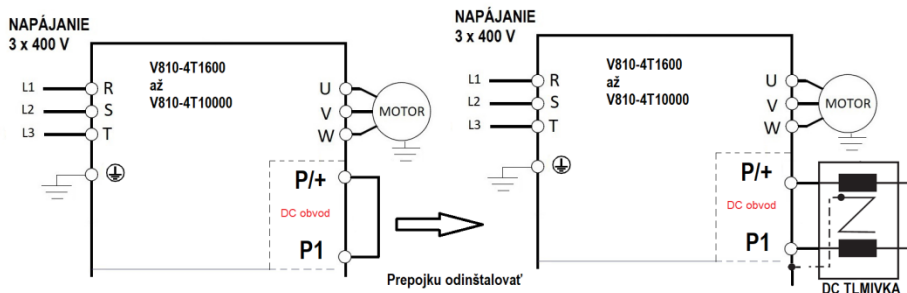 NAPÁJANIE
3 x 400 V
V810-4T1600
až
V810-4T10000
L1
R
L2
S
L3
T
U
V
W
MOTOR
P/+
DC obvod
P1
Prepojku odinštalovať
NAPÁJANIE
3 x 400 V
V810-4T1600
až
V810-4T10000
L1
R
L2
S
L3
T
U
V
W
MOTOR
P/+
DC obvod
P1
DC TLMIVKA